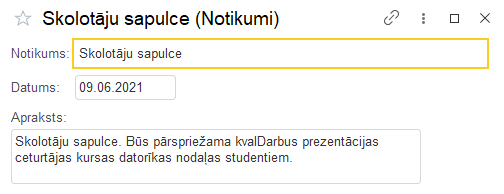 Skolotāju sapulce (Notikumi)
Notikums: Skolotāju sapulce
Datums: 09.06.2021
Apraksts:
Skolotāju sapulce. Būs pārspriežama kvalDarbus prezentācijas
ceturtājas kursas datorīkas nodaļas studentiem.